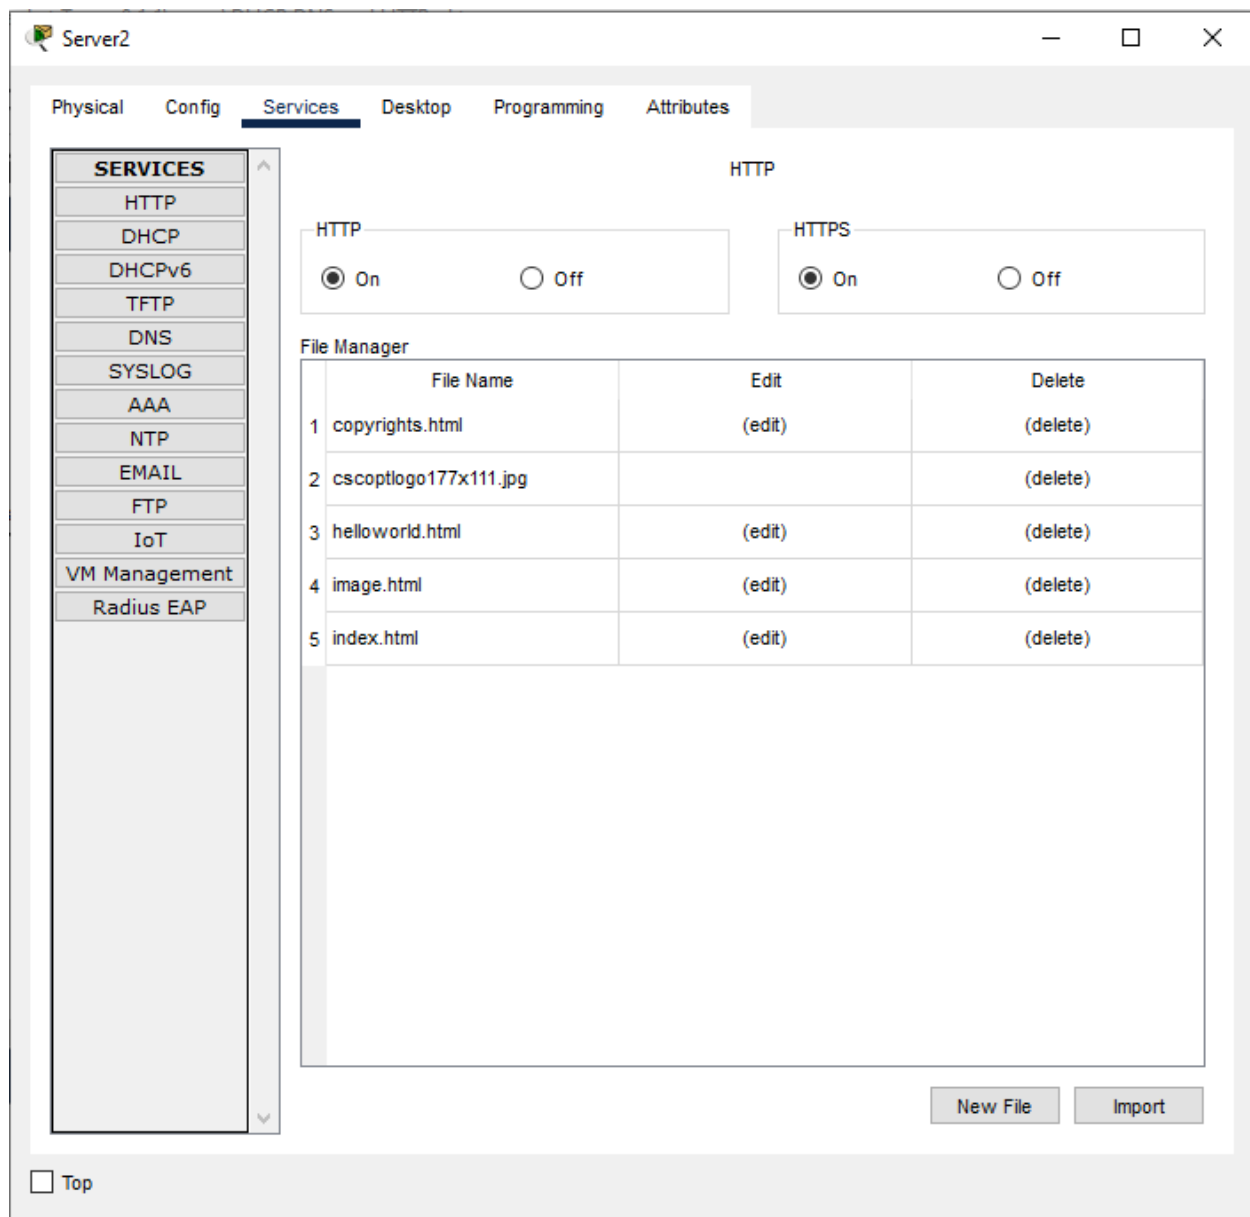 Server2
Physical Config Services Desktop Programming Attributes
SERVICES
HTTP
DHCP
DHCPv6
TFTP
DNS
SYSLOG
AAA
NTP
EMAIL
FTP
IoT
VM Management
Radius EAP
HTTP
HTTP
On Off
HTTPS
On Off
File Manager
File Name Edit Delete
1 copyrights.html (edit) (delete)
2 cscoptlogo177x111.jpg (delete)
3 helloworld.html (edit) (delete)
4 image.html (edit) (delete)
5 index.html (edit) (delete)
New File Import
Top